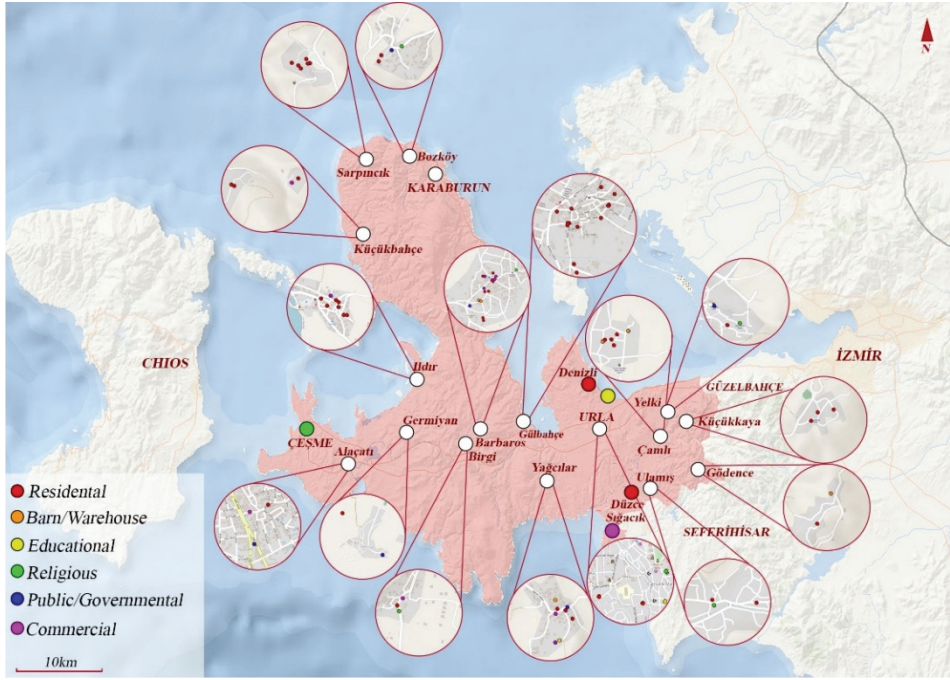 N
Bozköy
Sarpıncık
KARABURUN
Küçükbahçe
CHIOS
İZMİR
Ildır
Denizli
GÜZELBAHÇE
Yelki
Germiyan
URLA
Küçükkaya
ÇEŞME
Gülbahçe
Barbaros
Çamlı
Birgi
Alaçatı
Gödence
Yağcılar
Ulamış
Düzce
Sığacık
SEFERİHİSAR
Residental
Barn/Warehouse
Educational
Religious
Public/Governmental
Commercial
10km